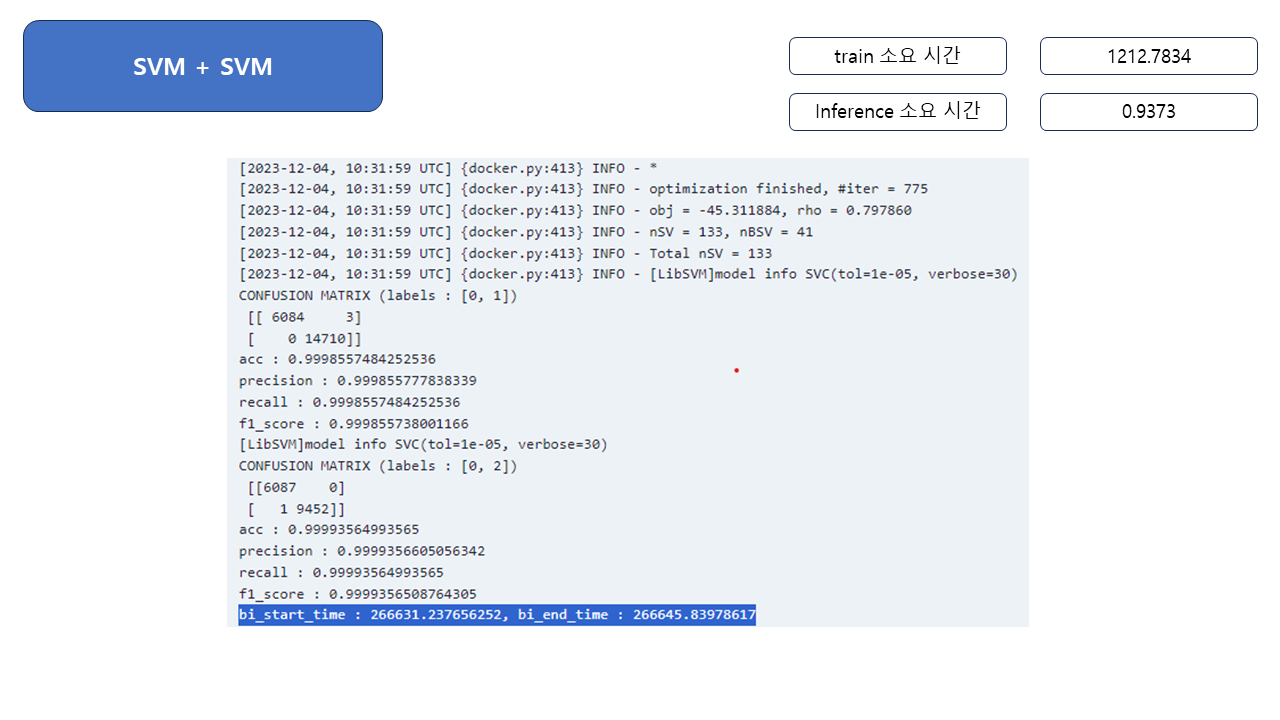 SVM + SVM
train 소요 시간
1212.7834
Inference 소요 시간
0.9373
[2023-12-04, 10:31:59 UTC] {docker.py:413} INFO - *
[2023-12-04, 10:31:59 UTC] {docker.py:413} INFO - optimization finished, #iter = 775
[2023-12-04, 10:31:59 UTC] {docker.py:413} INFO - obj = -45.311884, rho = 0.797860
[2023-12-04, 10:31:59 UTC] {docker.py:413} INFO - nSV = 133, nBSV = 41
[2023-12-04, 10:31:59 UTC] {docker.py:413} INFO - Total nSV = 133
[2023-12-04, 10:31:59 UTC] {docker.py:413} INFO - [LibSVM]model info SVC(tol=1e-05, verbose=30)
CONFUSION MATRIX (labels : [0, 1])
[[ 6084     3]
[    0 14710]]
acc : 0.9998557484252536
precision : 0.999855777838339
recall : 0.9998557484252536
f1_score : 0.999855738001166
[LibSVM]model info SVC(tol=1e-05, verbose=30)
CONFUSION MATRIX (labels : [0, 2])
[[6087    0]
[   1 9452]]
acc : 0.99993564993565
precision : 0.9999356605056342
recall : 0.99993564993565
f1_score : 0.9999356508764305
bi_start_time : 266631.237656252, bi_end_time : 266645.83978617